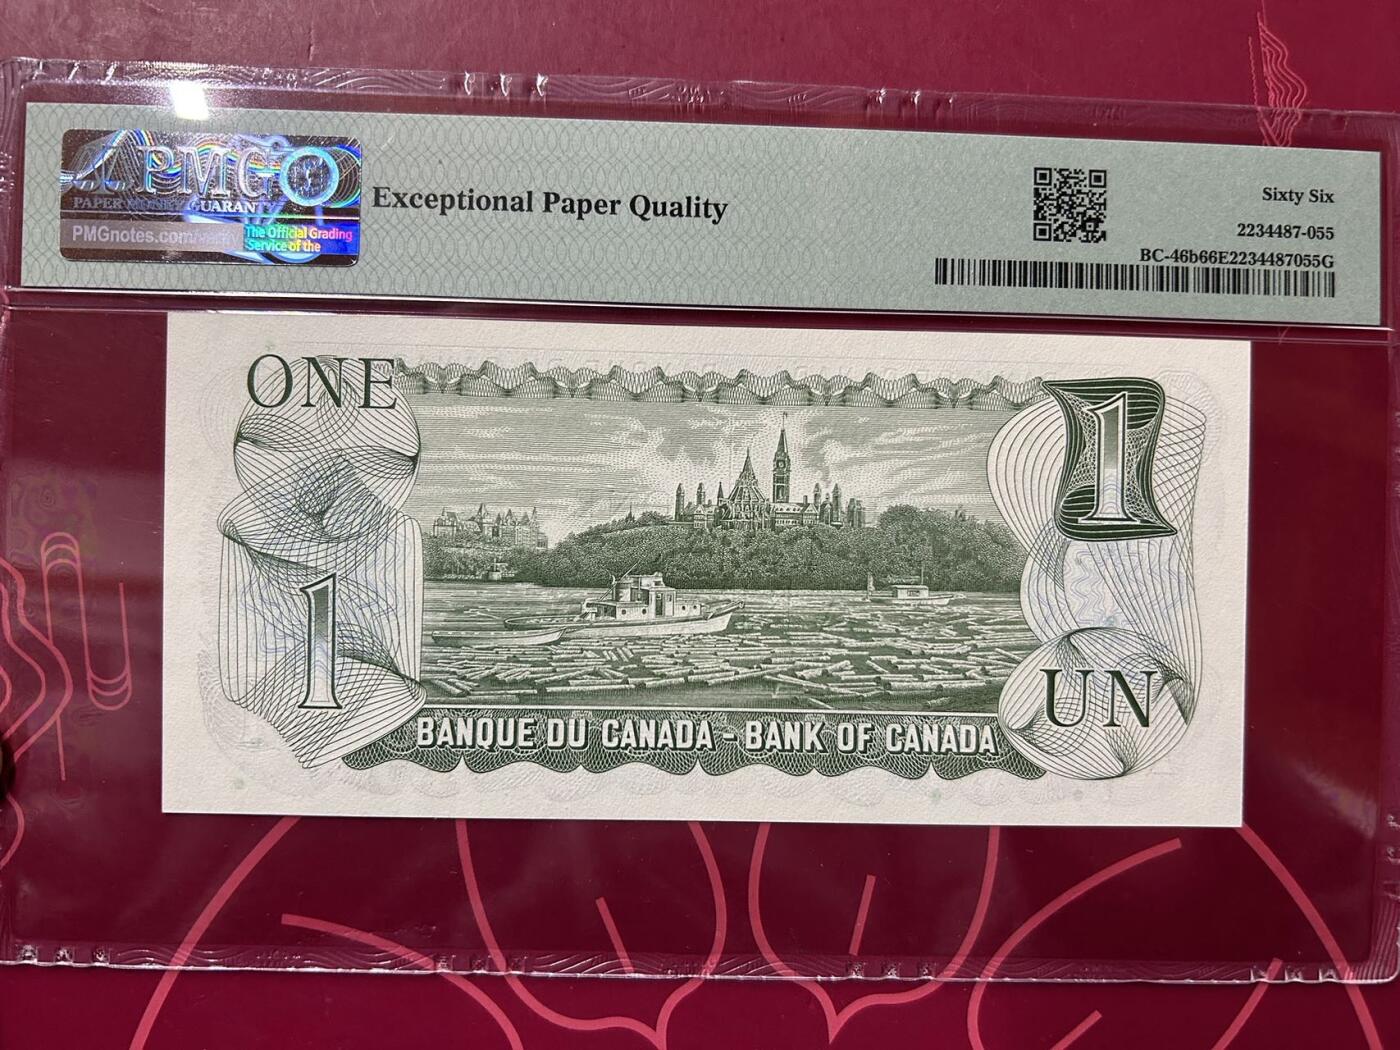 PMG
PAPER MONEY GUARANTY
PMGnotes.com/verify
The Official Grading
Service of the
Exceptional Paper Quality
Sixty Six
2234487-055
BC-46b66E2234487055G
ONE
1
1
UN
BANQUE DU CANADA - BANK OF CANADA